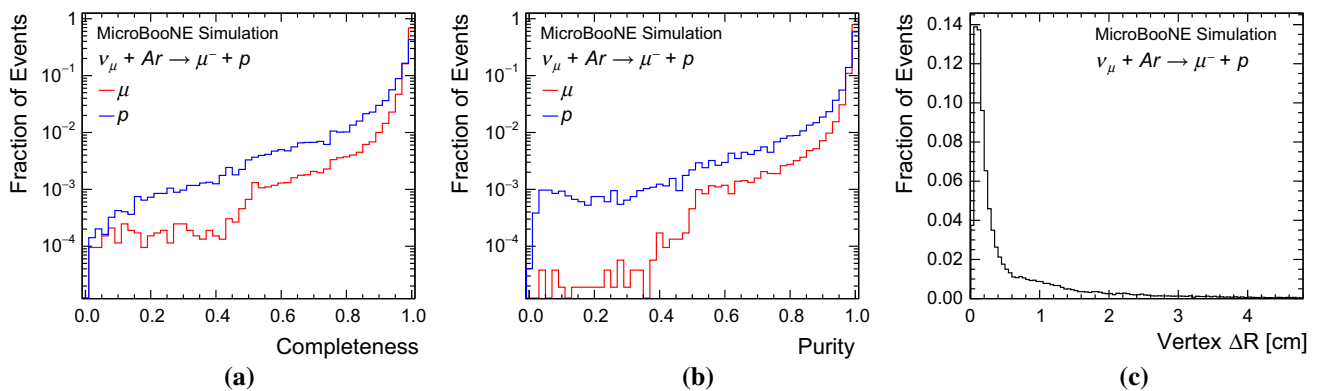 MicroBooNE Simulation
ν_μ + Ar → μ⁻ + p
μ
p
Fraction of Events
1
10⁻¹
10⁻²
10⁻³
10⁻⁴
0.0 0.2 0.4 0.6 0.8 1.0
Completeness
(a)
MicroBooNE Simulation
ν_μ + Ar → μ⁻ + p
μ
p
Fraction of Events
1
10⁻¹
10⁻²
10⁻³
10⁻⁴
0.0 0.2 0.4 0.6 0.8 1.0
Purity
(b)
MicroBooNE Simulation
ν_μ + Ar → μ⁻ + p
Fraction of Events
0.14
0.12
0.10
0.08
0.06
0.04
0.02
0.00
0 1 2 3 4
Vertex ΔR [cm]
(c)